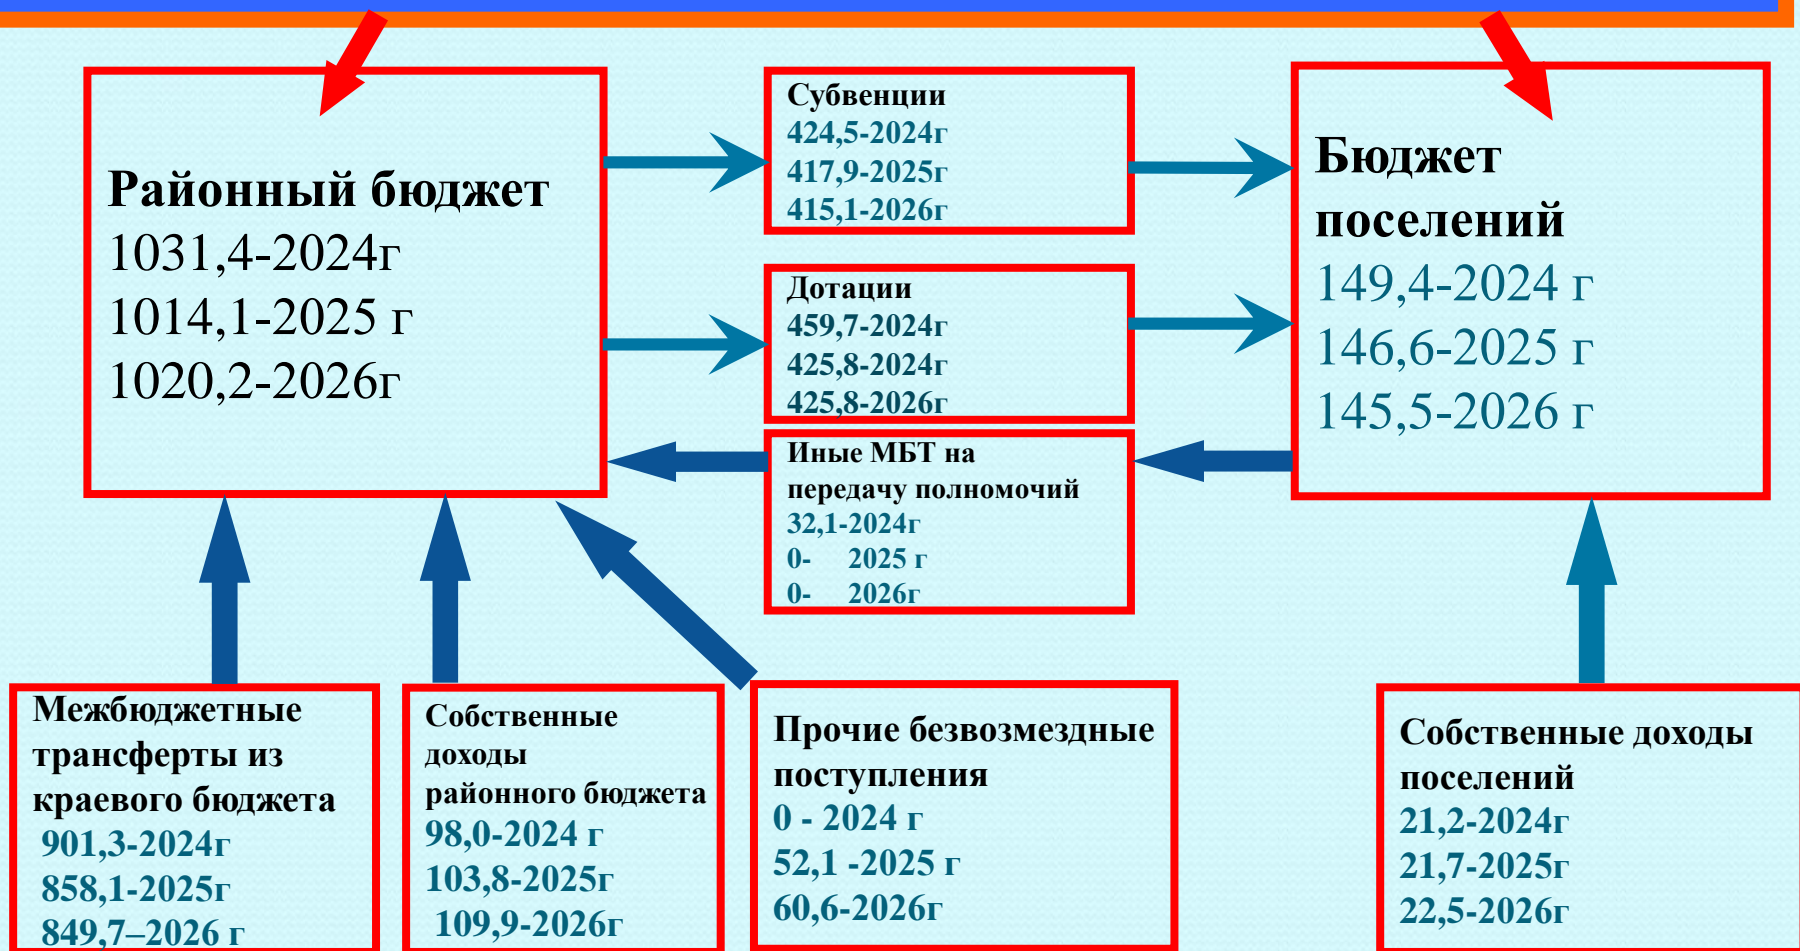 Районный бюджет
1031,4-2024г
1014,1-2025 г
1020,2-2026г
Субвенции
424,5-2024г
417,9-2025г
415,1-2026г
Дотации
459,7-2024г
425,8-2024г
425,8-2026г
Иные МБТ на
передачу полномочий
32,1-2024г
0- 2025 г
0- 2026г
Бюджет
поселений
149,4-2024 г
146,6-2025 г
145,5-2026 г
Межбюджетные
трансферты из
краевого бюджета
901,3-2024г
858,1-2025г
849,7–2026 г
Собственные
доходы
районного бюджета
98,0-2024 г
103,8-2025г
109,9-2026г
Прочие безвозмездные
поступления
0 - 2024 г
52,1 -2025 г
60,6-2026г
Собственные доходы
поселений
21,2-2024г
21,7-2025г
22,5-2026г